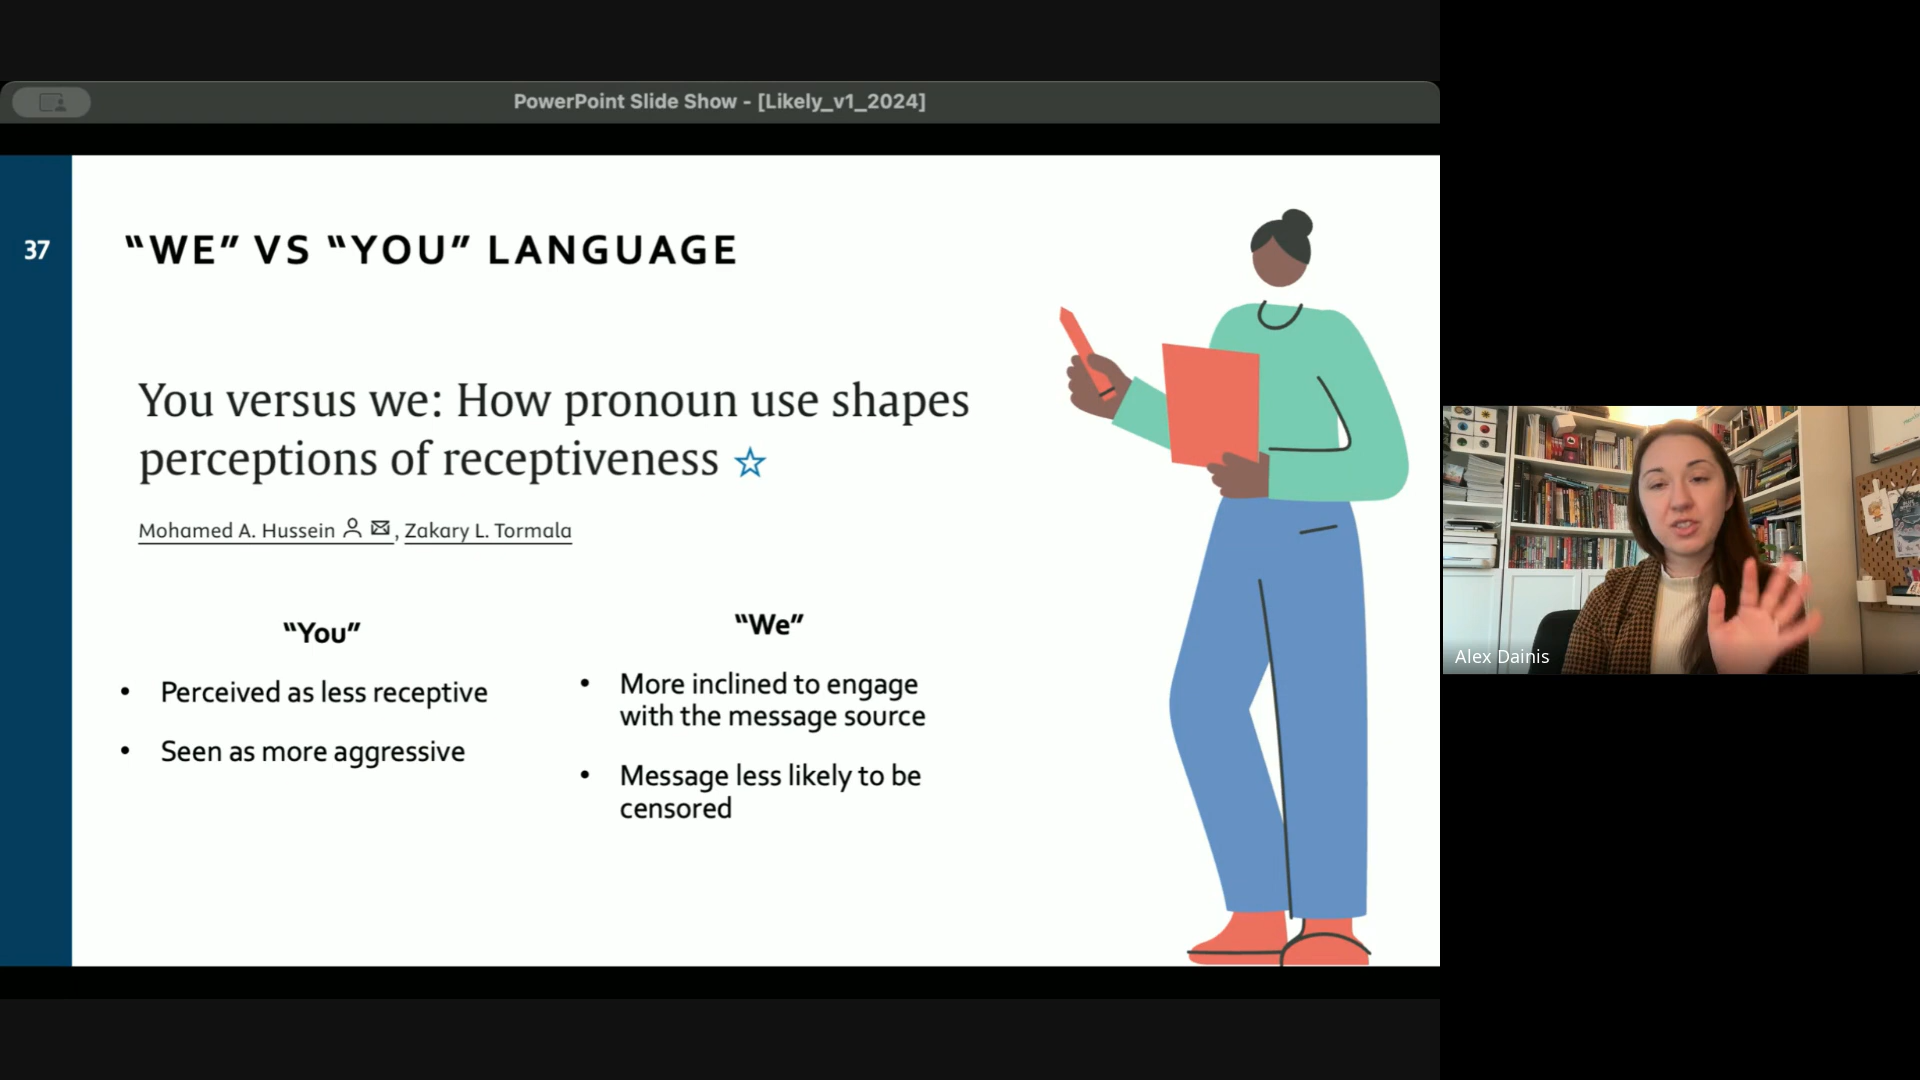 PowerPoint Slide Show - [Likely_v1_2024]
37
“WE” VS “YOU” LANGUAGE
You versus we: How pronoun use shapes
perceptions of receptiveness
Mohamed A. Hussein , Zakary L. Tormala
“You”
• Perceived as less receptive
• Seen as more aggressive
“We”
• More inclined to engage
with the message source
• Message less likely to be
censored
Alex Dainis